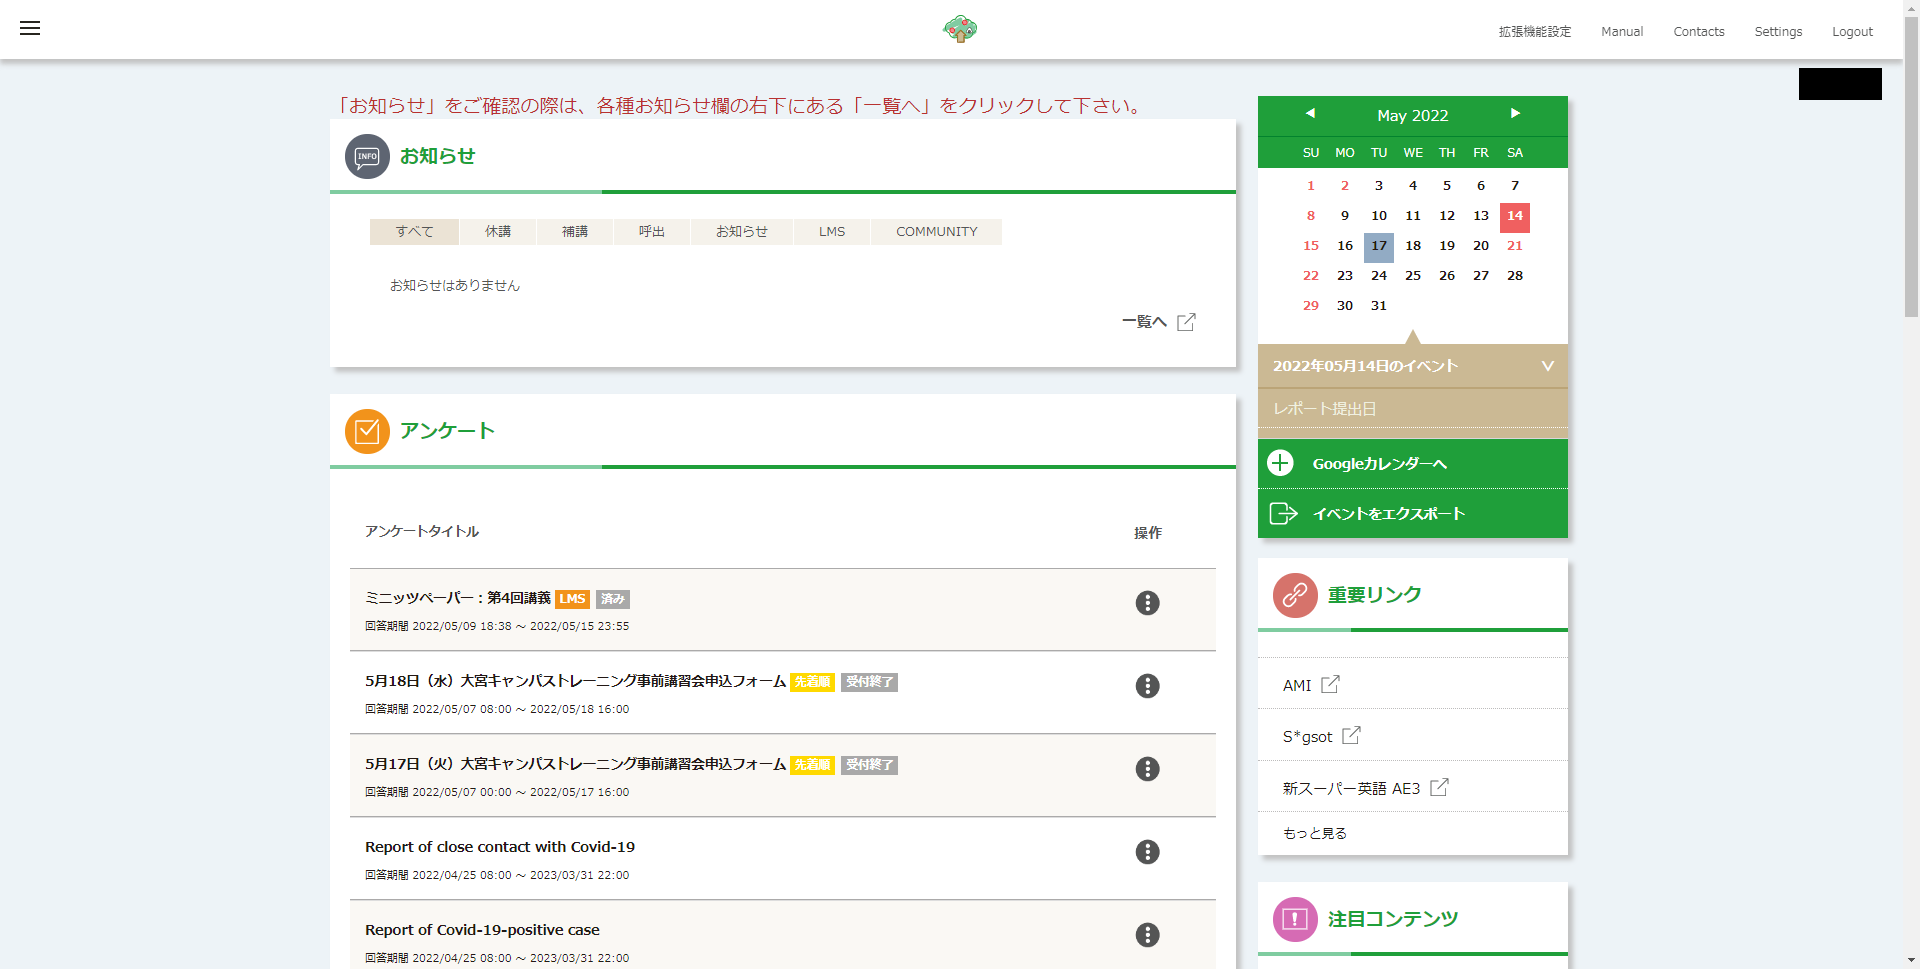 拡張機能設定 Manual Contacts Settings Logout
「お知らせ」をご確認の際は、各種お知らせ欄の右下にある「一覧へ」をクリックして下さい。
INFO お知らせ
すべて 休講 補講 呼出 お知らせ LMS COMMUNITY
お知らせはありません
一覧へ
アンケート
アンケートタイトル 操作
ミニッツペーパー：第4回講義 LMS 済み
回答期間 2022/05/09 18:38 ～ 2022/05/15 23:55
5月18日（水）大宮キャンパストレーニング事前講習会申込フォーム 先着順 受付終了
回答期間 2022/05/07 08:00 ～ 2022/05/18 16:00
5月17日（火）大宮キャンパストレーニング事前講習会申込フォーム 先着順 受付終了
回答期間 2022/05/07 00:00 ～ 2022/05/17 16:00
Report of close contact with Covid-19
回答期間 2022/04/25 08:00 ～ 2023/03/31 22:00
Report of Covid-19-positive case
回答期間 2022/04/25 08:00 ～ 2023/03/31 22:00
May 2022
SU MO TU WE TH FR SA
1 2 3 4 5 6 7
8 9 10 11 12 13 14
15 16 17 18 19 20 21
22 23 24 25 26 27 28
29 30 31
2022年05月14日のイベント
レポート提出日
Googleカレンダーへ
イベントをエクスポート
重要リンク
AMI
S*gsot
新スーパー英語 AE3
もっと見る
注目コンテンツ